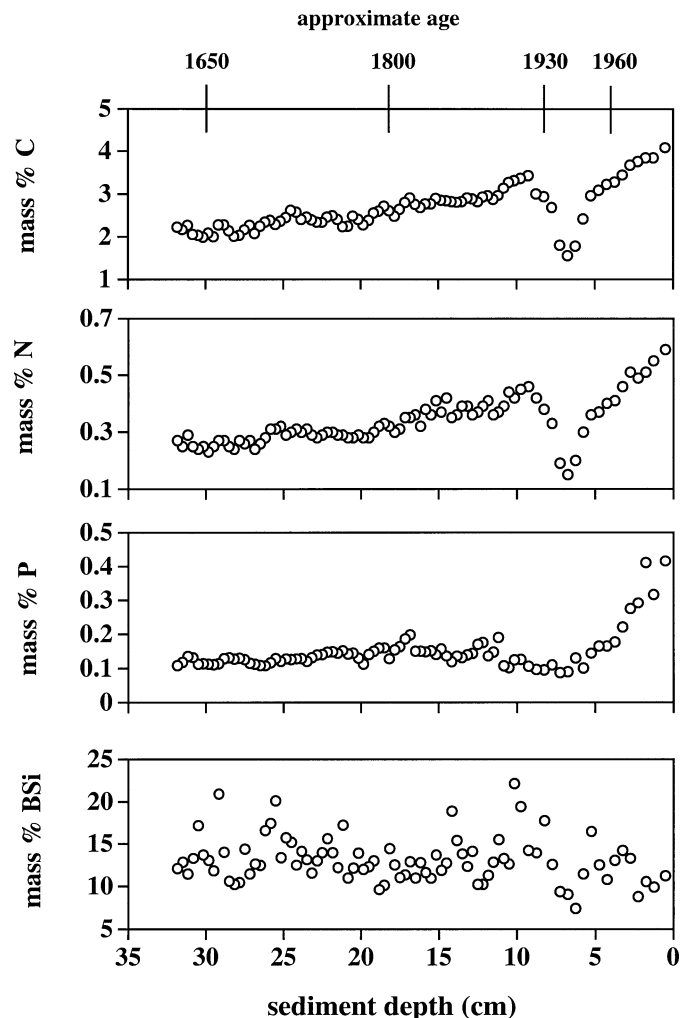 approximate age
1650 1800 1930 1960
5
4
3
2
1
mass % C
0.7
0.5
0.3
0.1
mass % N
0.5
0.4
0.3
0.2
0.1
0
mass % P
25
20
15
10
5
mass % BSi
35 30 25 20 15 10 5 0
sediment depth (cm)